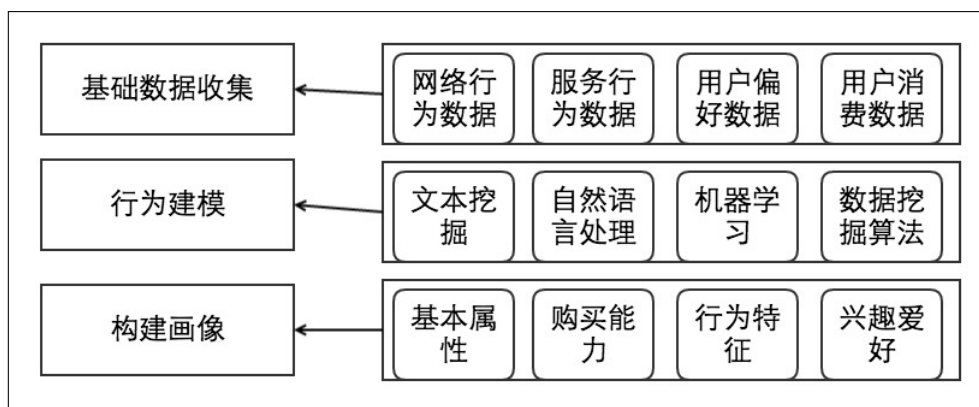 基础数据收集
网络行
为数据
服务行
为数据
用户偏
好数据
用户消
费数据
行为建模
文本挖
掘
自然语
言处理
机器学
习
数据挖
掘算法
构建画像
基本属
性
购买能
力
行为特
征
兴趣爱
好